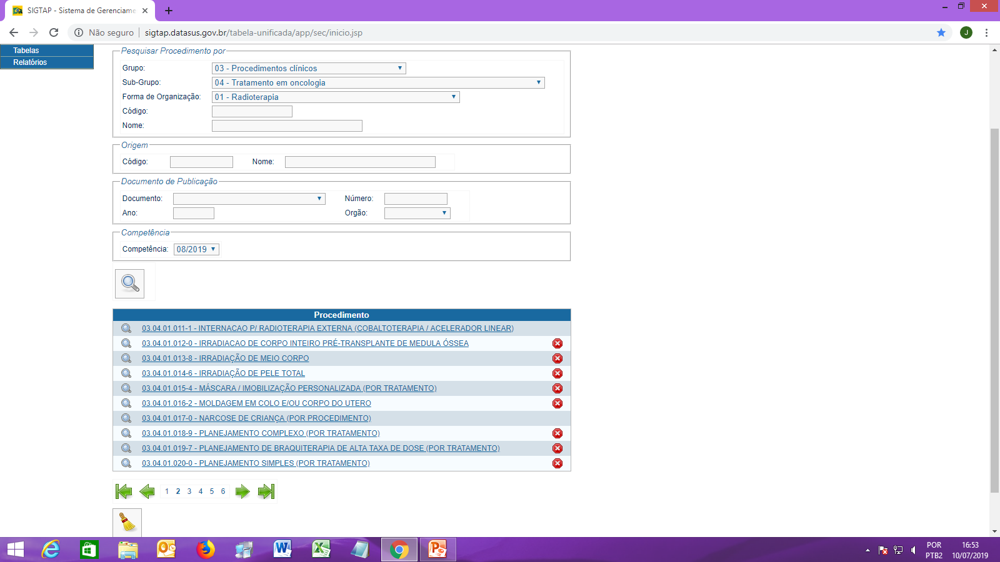 SIGTAP - Sistema de Gerenciame
Não seguro
sigtap.datasus.gov.br/tabela-unificada/app/sec/inicio.jsp
J
Tabelas
Relatórios
Pesquisar Procedimento por
Grupo: 03 - Procedimentos clínicos
Sub-Grupo: 04 - Tratamento em oncologia
Forma de Organização: 01 - Radioterapia
Código:
Nome:
Origem
Código: Nome:
Documento de Publicação
Documento: Número:
Ano: Orgão:
Competência
Competência: 08/2019
Procedimento
03.04.01.011-1 - INTERNACAO P/ RADIOTERAPIA EXTERNA (COBALTOTERAPIA / ACELERADOR LINEAR)
03.04.01.012-0 - IRRADIACAO DE CORPO INTEIRO PRÉ-TRANSPLANTE DE MEDULA ÓSSEA
03.04.01.013-8 - IRRADIAÇÃO DE MEIO CORPO
03.04.01.014-6 - IRRADIAÇÃO DE PELE TOTAL
03.04.01.015-4 - MÁSCARA / IMOBILIZAÇÃO PERSONALIZADA (POR TRATAMENTO)
03.04.01.016-2 - MOLDAGEM EM COLO E/OU CORPO DO UTERO
03.04.01.017-0 - NARCOSE DE CRIANÇA (POR PROCEDIMENTO)
03.04.01.018-9 - PLANEJAMENTO COMPLEXO (POR TRATAMENTO)
03.04.01.019-7 - PLANEJAMENTO DE BRAQUITERAPIA DE ALTA TAXA DE DOSE (POR TRATAMENTO)
03.04.01.020-0 - PLANEJAMENTO SIMPLES (POR TRATAMENTO)
1 2 3 4 5 6
POR 16:53
PTB2 10/07/2019